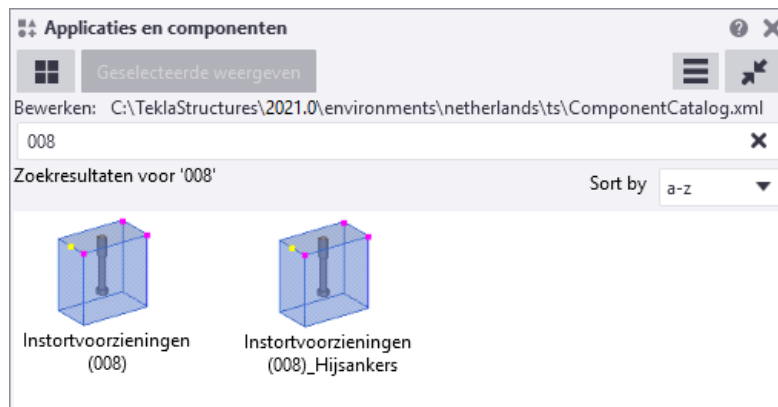 Applicaties en componenten
Geselecteerde weergeven
Bewerken: C:\TeklaStructures\2021.0\environments\netherlands\ts\ComponentCatalog.xml
008
Zoekresultaten voor '008'
Sort by a-z
Instortvoorzieningen
(008)
Instortvoorzieningen
(008)_Hijsankers